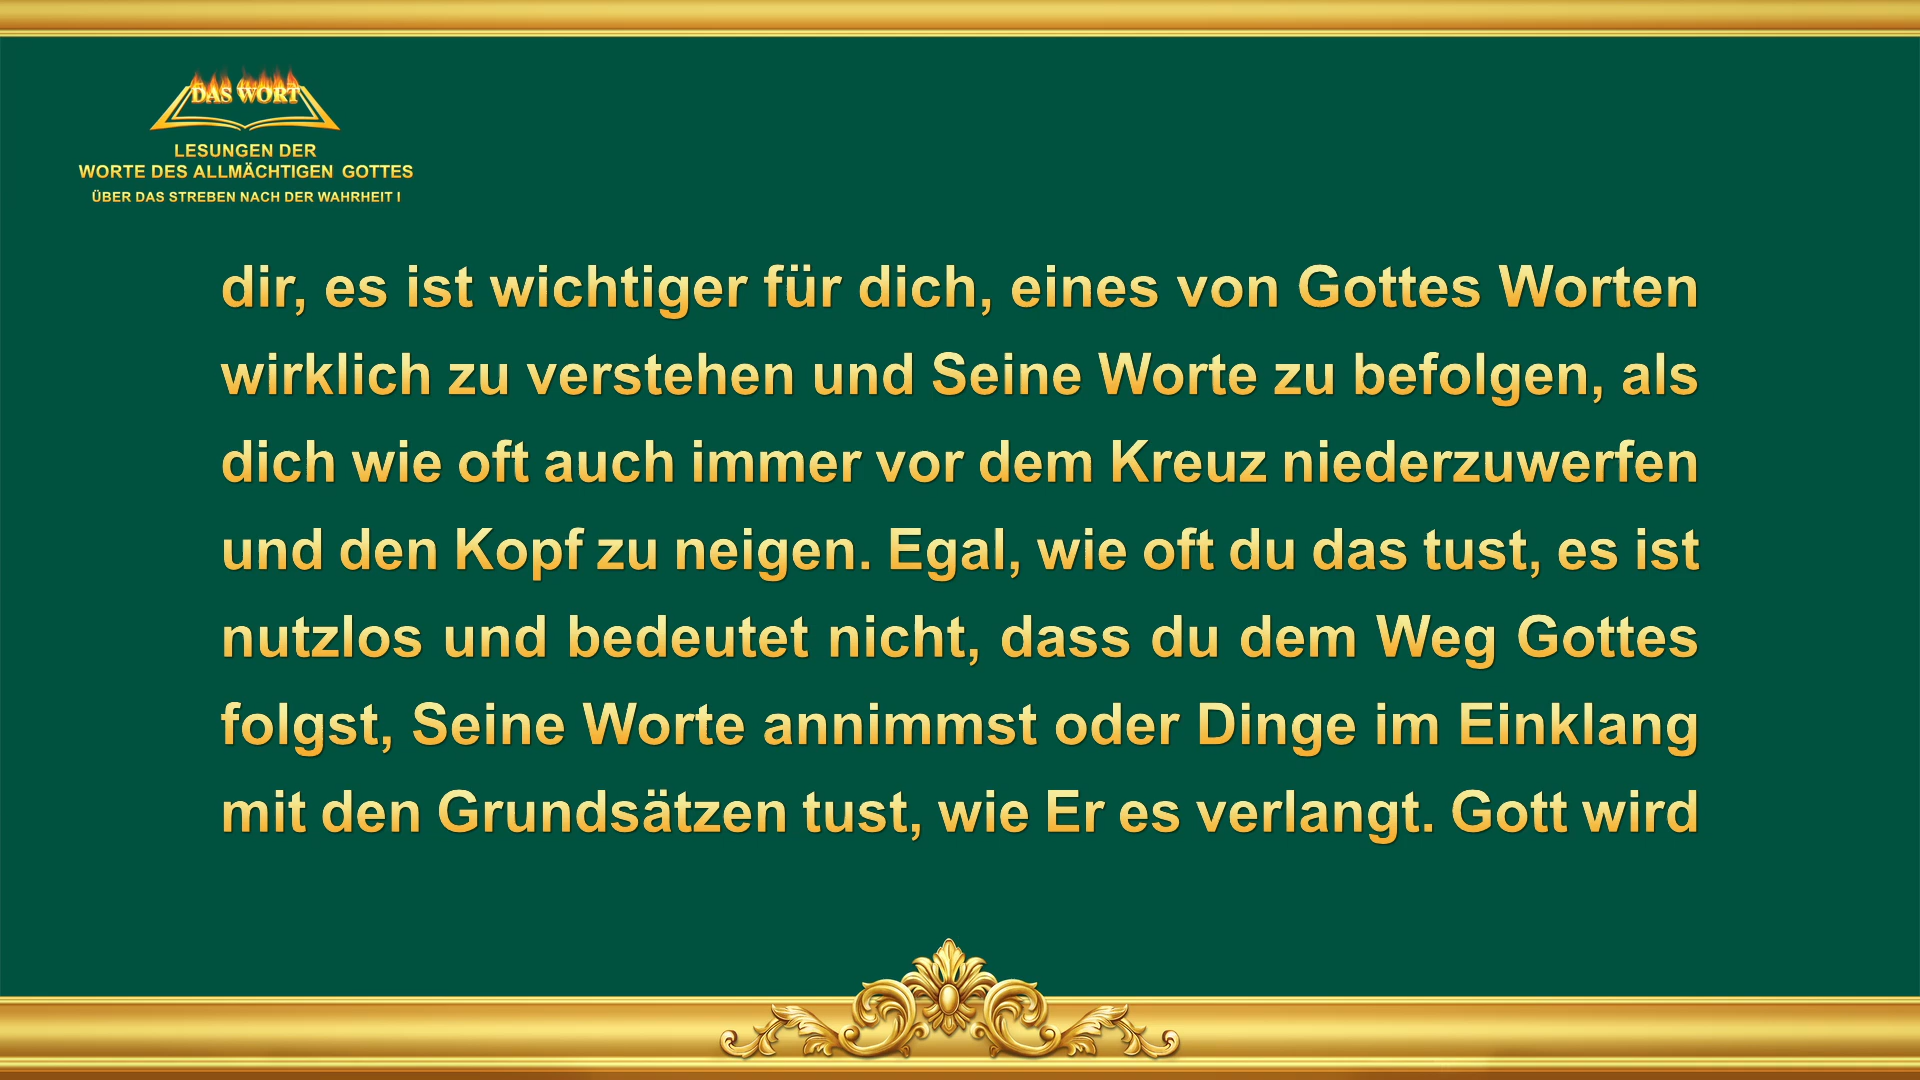 DAS WORT
LESUNGEN DER
WORTE DES ALLMÄCHTIGEN GOTTES
ÜBER DAS STREBEN NACH DER WAHRHEIT I
dir, es ist wichtiger für dich, eines von Gottes Worten
wirklich zu verstehen und Seine Worte zu befolgen, als
dich wie oft auch immer vor dem Kreuz niederzuwerfen
und den Kopf zu neigen. Egal, wie oft du das tust, es ist
nutzlos und bedeutet nicht, dass du dem Weg Gottes
folgst, Seine Worte annimmst oder Dinge im Einklang
mit den Grundsätzen tust, wie Er es verlangt. Gott wird